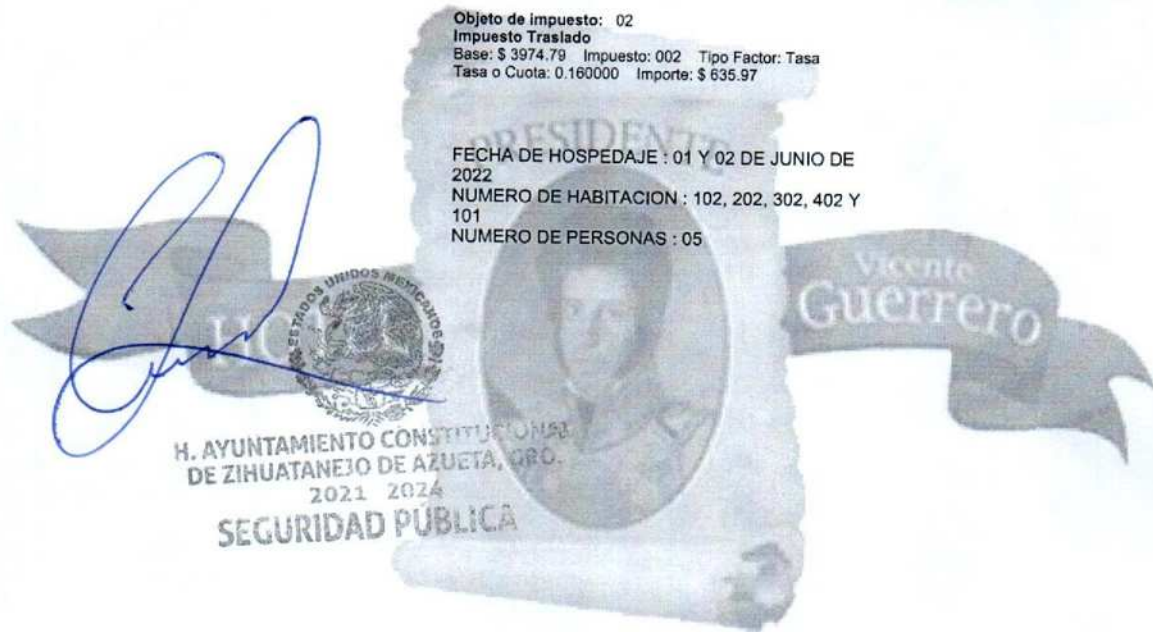 Objeto de impuesto: 02
Impuesto Traslado
Base: $ 3974.79 Impuesto: 002 Tipo Factor: Tasa
Tasa o Cuota: 0.160000 Importe: $ 635.97
PRESIDENTE
FECHA DE HOSPEDAJE : 01 Y 02 DE JUNIO DE
2022
NUMERO DE HABITACION : 102, 202, 302, 402 Y
101
NUMERO DE PERSONAS : 05
Vicente
Guerrero
ESTADOS UNIDOS MEXICANOS
H. AYUNTAMIENTO CONSTITUCIONAL
DE ZIHUATANEJO DE AZUETA, GRO.
2021 2024
SEGURIDAD PÚBLICA